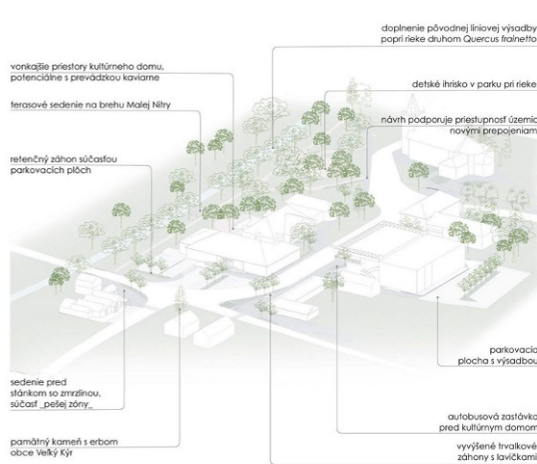 doplnenie pôvodnej líniovej výsadby
popri rieke druhom Quercus frainetto
vonkajšie priestory kultúrneho domu,
potenciálne s prevádzkou kaviarne
detské ihrisko v parku pri rieke
terasové sedenie na brehu Malej Nitry
návrh podporuje priestupnosť územia
novými prepojeniam
retenčný záhon súčasťou
parkovacích plôch
parkovacia
plocha s výsadbou
sedenie pred
stánkom so zmrzlinou,
súčasť _pešej zóny_
autobusová zastávka
pred kultúrnym domom
pamätný kameň s erbom
obce Veľký Kýr
vyvýšené trvalkové
záhony s lavičkami